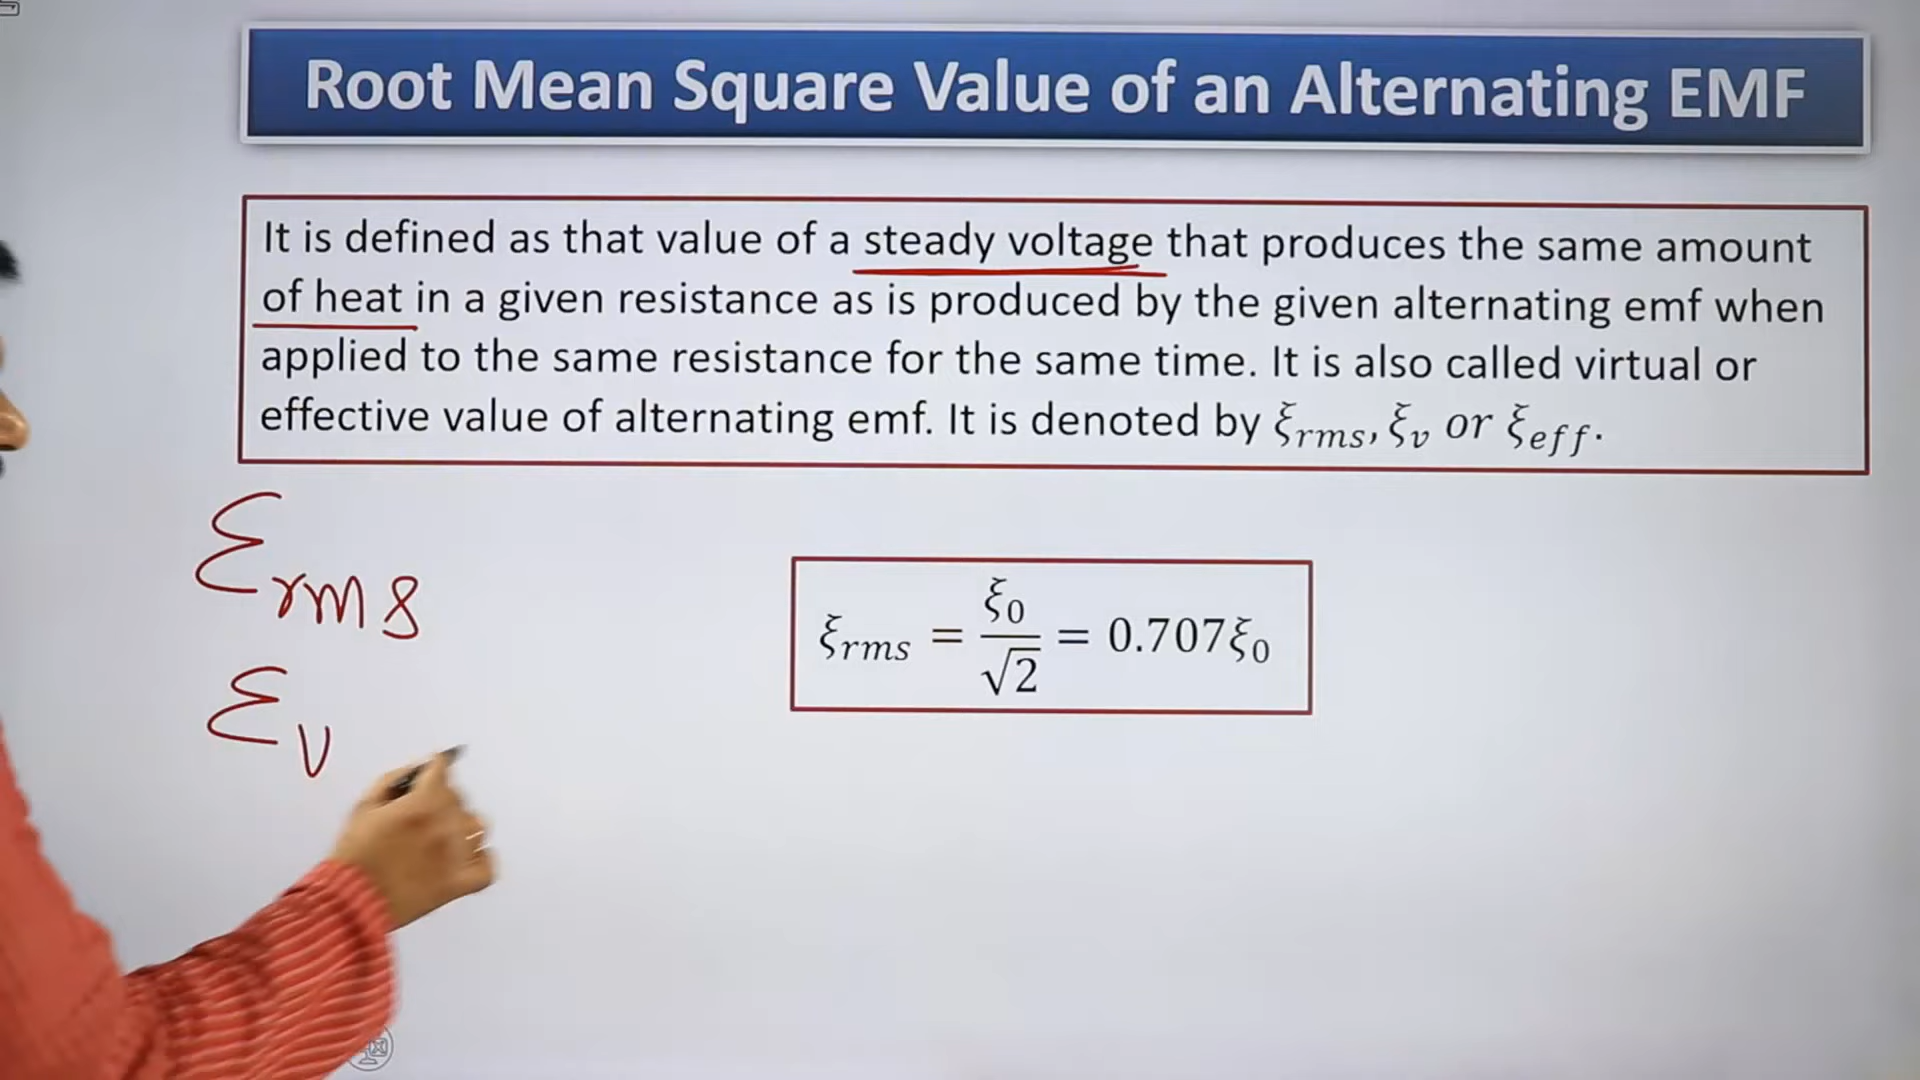 Root Mean Square Value of an Alternating EMF
It is defined as that value of a steady voltage that produces the same amount
of heat in a given resistance as is produced by the given alternating emf when
applied to the same resistance for the same time. It is also called virtual or
effective value of alternating emf. It is denoted by ξrms, ξv or ξeff.
εrms
ξrms = ξ0/√2 = 0.707ξ0
εv